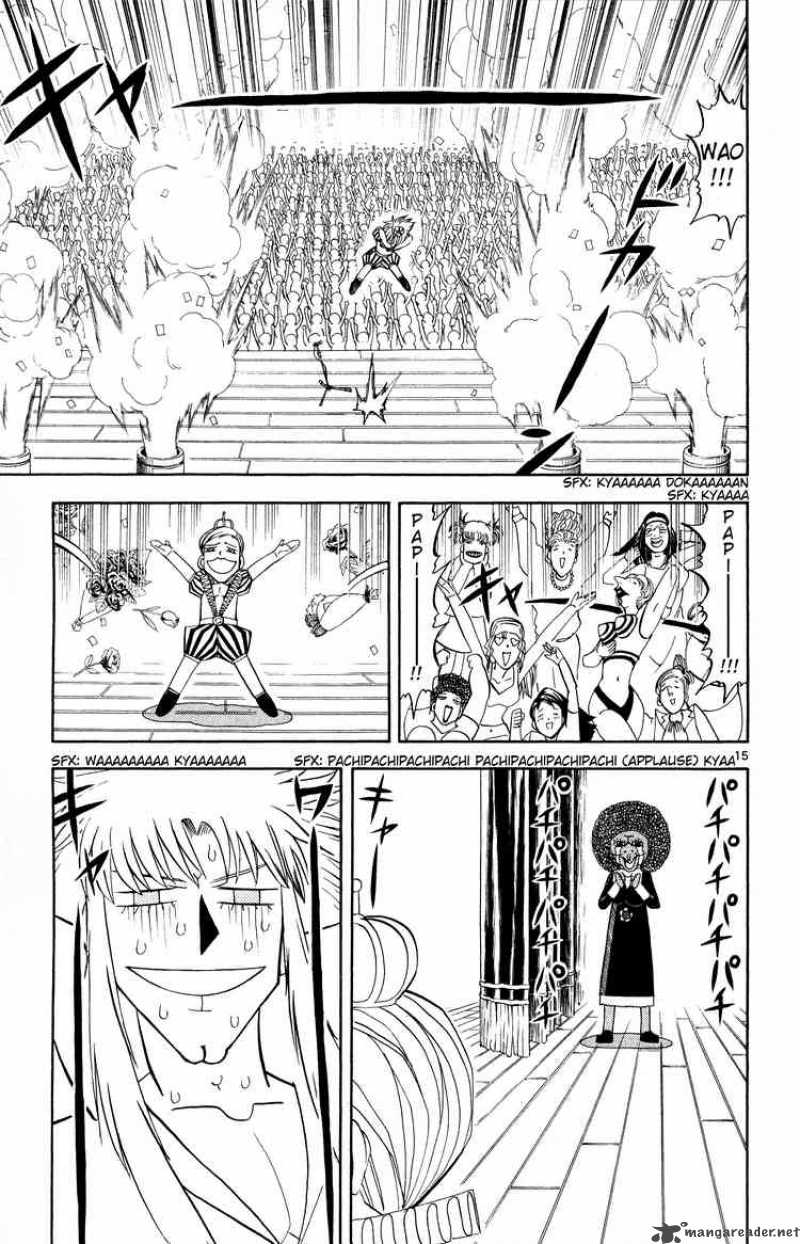 WAO
!!!
キャー
ドカーン
SFX: KYAAAAAA DOKAAAAAAN
SFX: KYAAAA
PAPI—!!!
PAPI—!!
キャー
SFX: PACHIPACHIPACHIPACHI PACHIPACHIPACHIPACHI (APPLAUSE) KYAA
15
SFX: WAAAAAAAAA KYAAAAAAA
パチパチパチパチ
パチパチパチパチ
キャー
キャー
mangareader.net